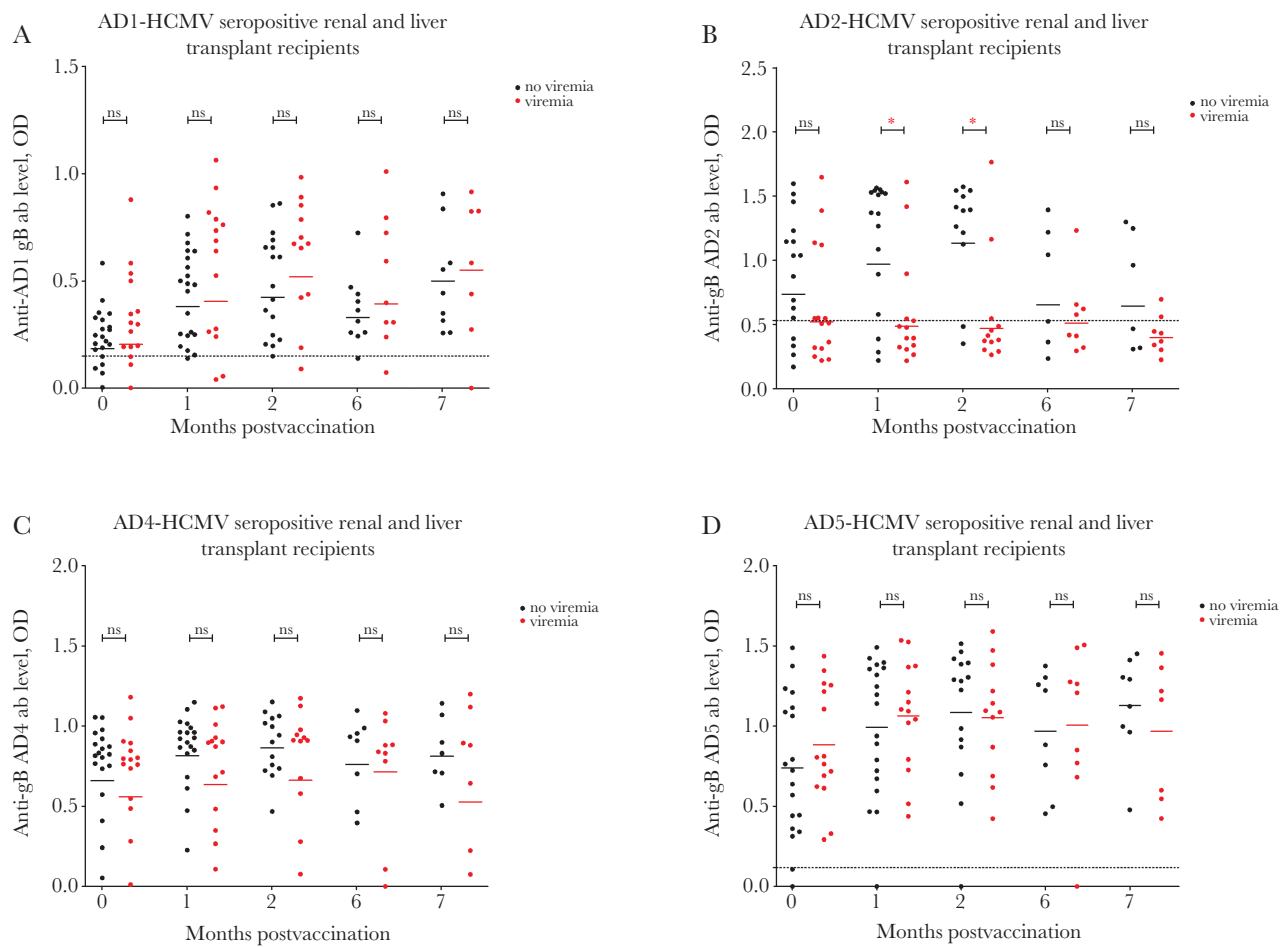 A
AD1-HCMV seropositive renal and liver
transplant recipients
1.5
1.0
0.5
0.0
Anti-AD1 gB ab level, OD
no viremia
viremia
ns
ns
ns
ns
ns
0 1 2 6 7
Months postvaccination
B
AD2-HCMV seropositive renal and liver
transplant recipients
2.5
2.0
1.5
1.0
0.5
0.0
Anti-gB AD2 ab level, OD
no viremia
viremia
ns
*
*
ns
ns
0 1 2 6 7
Months postvaccination
C
AD4-HCMV seropositive renal and liver
transplant recipients
2.0
1.5
1.0
0.5
0.0
Anti-gB AD4 ab level, OD
no viremia
viremia
ns
ns
ns
ns
ns
0 1 2 6 7
Months postvaccination
D
AD5-HCMV seropositive renal and liver
transplant recipients
2.0
1.5
1.0
0.5
0.0
Anti-gB AD5 ab level, OD
no viremia
viremia
ns
ns
ns
ns
ns
0 1 2 6 7
Months postvaccination